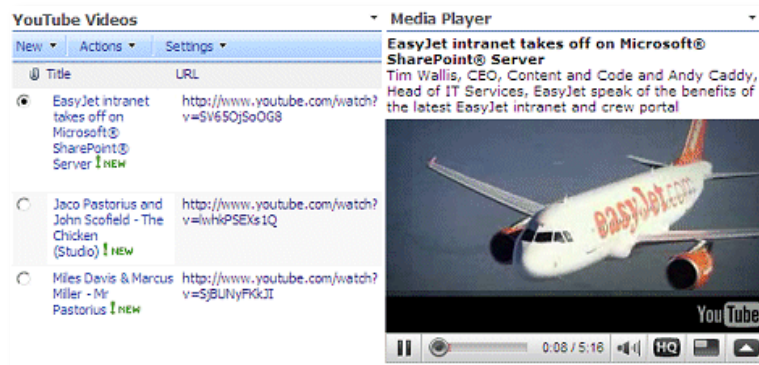 YouTube Videos
New Actions Settings
Title URL
EasyJet intranet
takes off on
Microsoft®
SharePoint®
Server ! NEW
http://www.youtube.com/watch?
v=SV65OjSoOG8
Jaco Pastorius and
John Scofield - The
Chicken
(Studio) ! NEW
http://www.youtube.com/watch?
v=lwhkPSEXs1Q
Miles Davis & Marcus
Miller - Mr
Pastorius ! NEW
http://www.youtube.com/watch?
v=SjBUNyFKkJI
Media Player
EasyJet intranet takes off on Microsoft®
SharePoint® Server
Tim Wallis, CEO, Content and Code and Andy Caddy,
Head of IT Services, EasyJet speak of the benefits of
the latest EasyJet intranet and crew portal
easyJet.com
YouTube
0:08 / 5:16 HQ